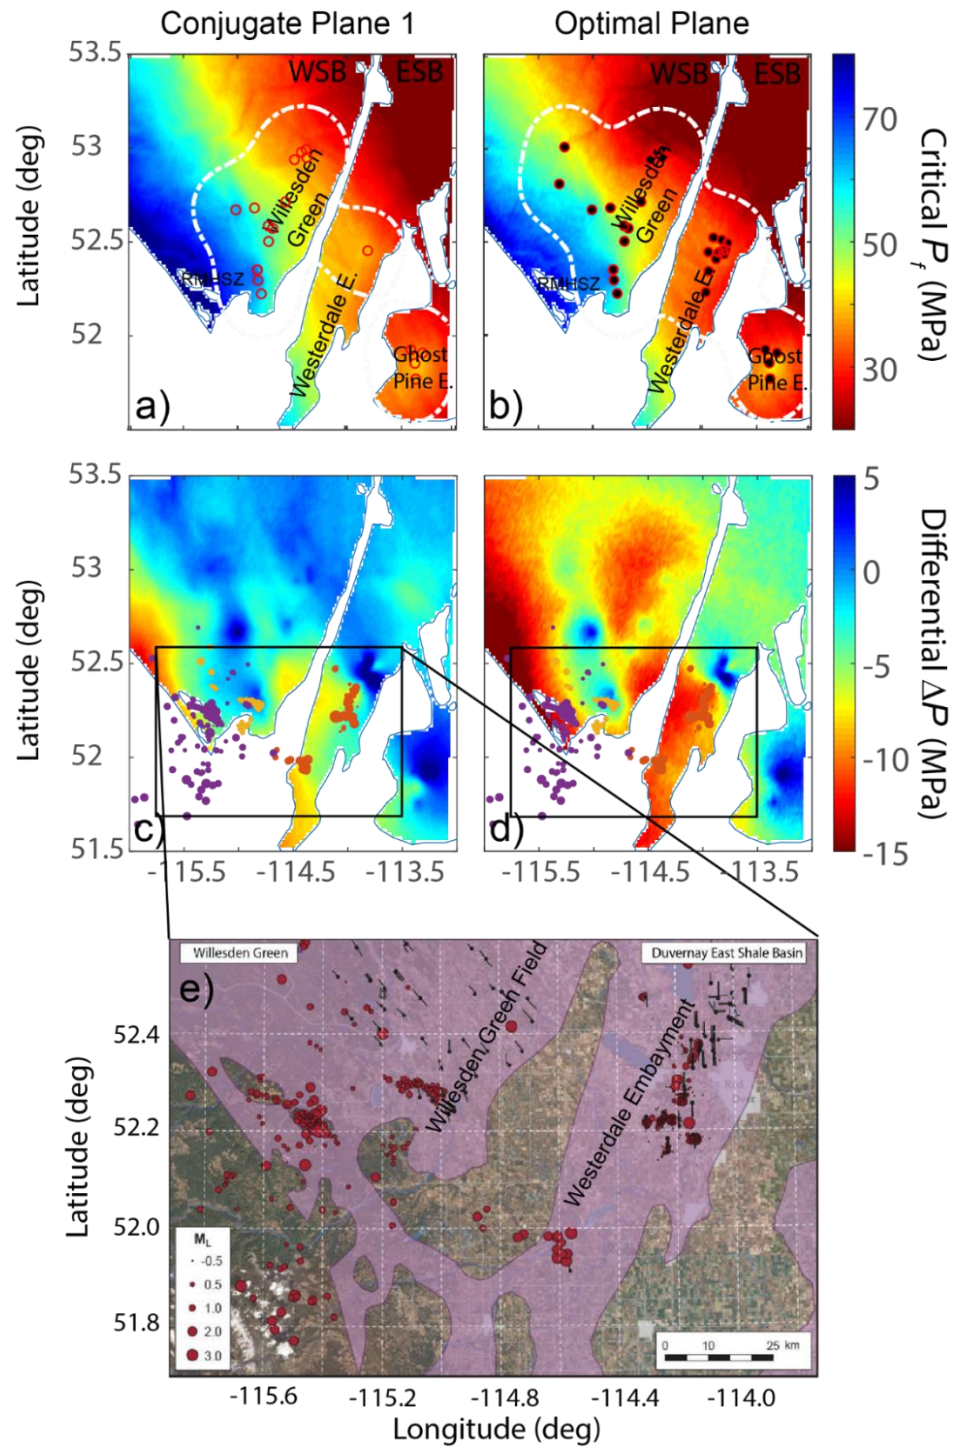 Conjugate Plane 1
Optimal Plane
53.5
53
52.5
52
Latitude (deg)
WSB
ESB
Willesden
Green
RMHSZ
Westerdale E.
Ghost
Pine E.
a)
WSB
ESB
Willesden
Green
RMHSZ
Westerdale E.
Ghost
Pine E.
b)
70
50
30
Critical Pf (MPa)
53.5
53
52.5
52
51.5
Latitude (deg)
c)
-115.5
-114.5
-113.5
d)
-115.5
-114.5
-113.5
5
0
-5
-10
-15
Differential ΔP (MPa)
Willesden Green
Duvernay East Shale Basin
e)
Willesden Green Field
Westerdale Embayment
52.4
52.2
52.0
51.8
Latitude (deg)
ML
-0.5
0.5
1.0
2.0
3.0
0 10 25 km
-115.6
-115.2
-114.8
-114.4
-114.0
Longitude (deg)